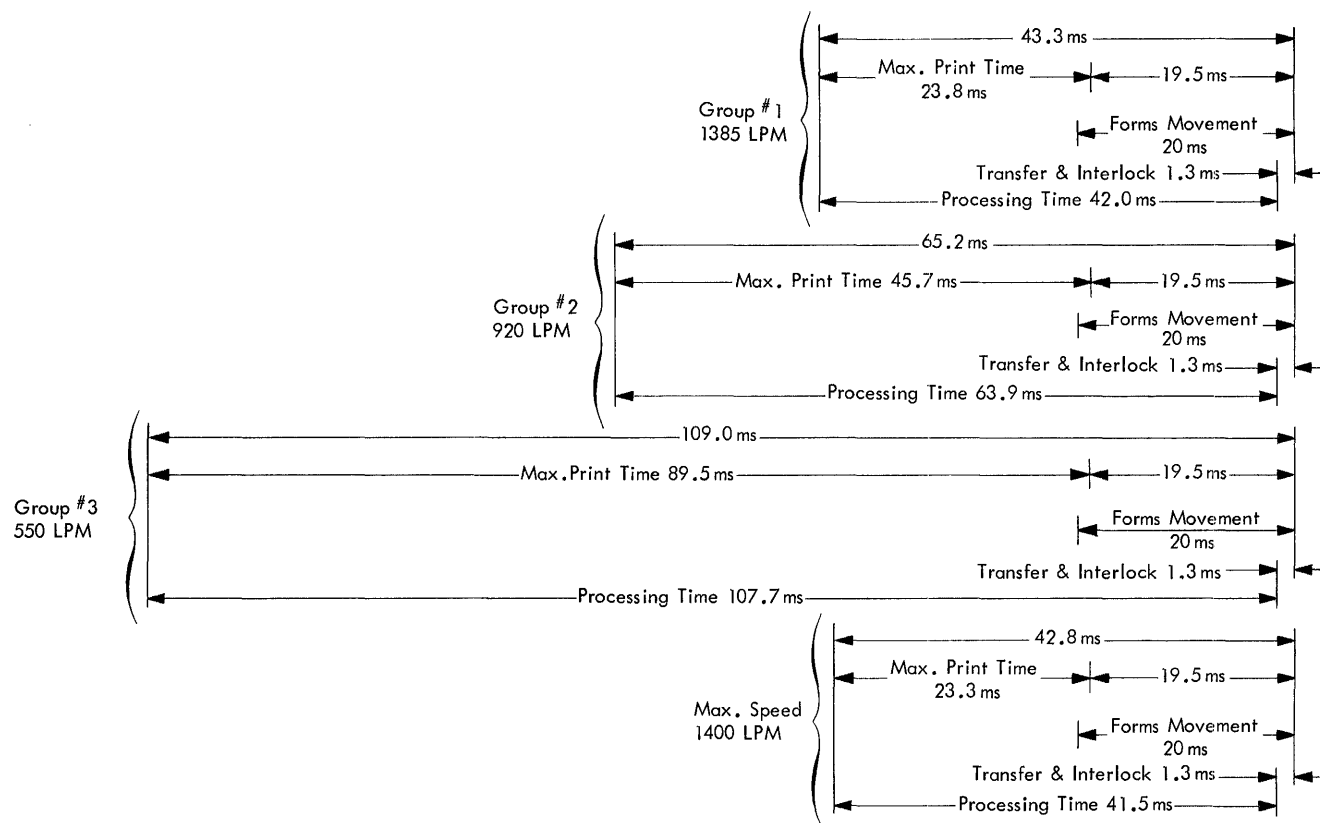 43.3 ms
Max. Print Time
23.8 ms
19.5 ms
Group #1
1385 LPM
Forms Movement
20 ms
Transfer & Interlock 1.3 ms
Processing Time 42.0 ms
65.2 ms
Max. Print Time 45.7 ms
19.5 ms
Group #2
920 LPM
Forms Movement
20 ms
Transfer & Interlock 1.3 ms
Processing Time 63.9 ms
109.0 ms
Max. Print Time 89.5 ms
19.5 ms
Group #3
550 LPM
Forms Movement
20 ms
Transfer & Interlock 1.3 ms
Processing Time 107.7 ms
42.8 ms
Max. Print Time
23.3 ms
19.5 ms
Max. Speed
1400 LPM
Forms Movement
20 ms
Transfer & Interlock 1.3 ms
Processing Time 41.5 ms